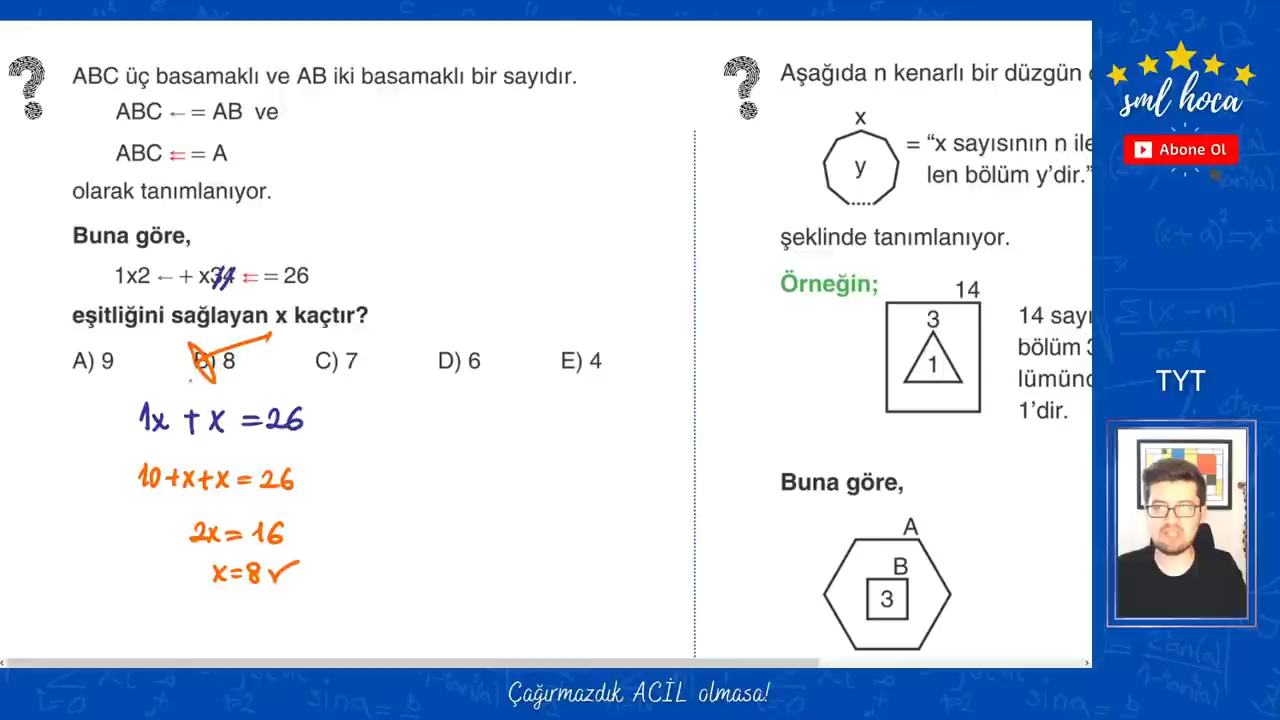 ABC üç basamaklı ve AB iki basamaklı bir sayıdır.
ABC ← = AB ve
ABC ⇇ = A
olarak tanımlanıyor.
Buna göre,
1x2 ← + x34 ⇇ = 26
eşitliğini sağlayan x kaçtır?
A) 9 B) 8 C) 7 D) 6 E) 4
1x + x = 26
10+x+x = 26
2x = 16
x = 8 ✓
Aşağıda n kenarlı bir düzgün
x
y
= “x sayısının n ile
len bölüm y’dir.”
şeklinde tanımlanıyor.
Örneğin;
14
3
1
14 sayı
bölüm 3
lümünd
1’dir.
Buna göre,
A
B
3
sml hoca
Abone Ol
TYT
Çağırmazdık ACİL olmasa!